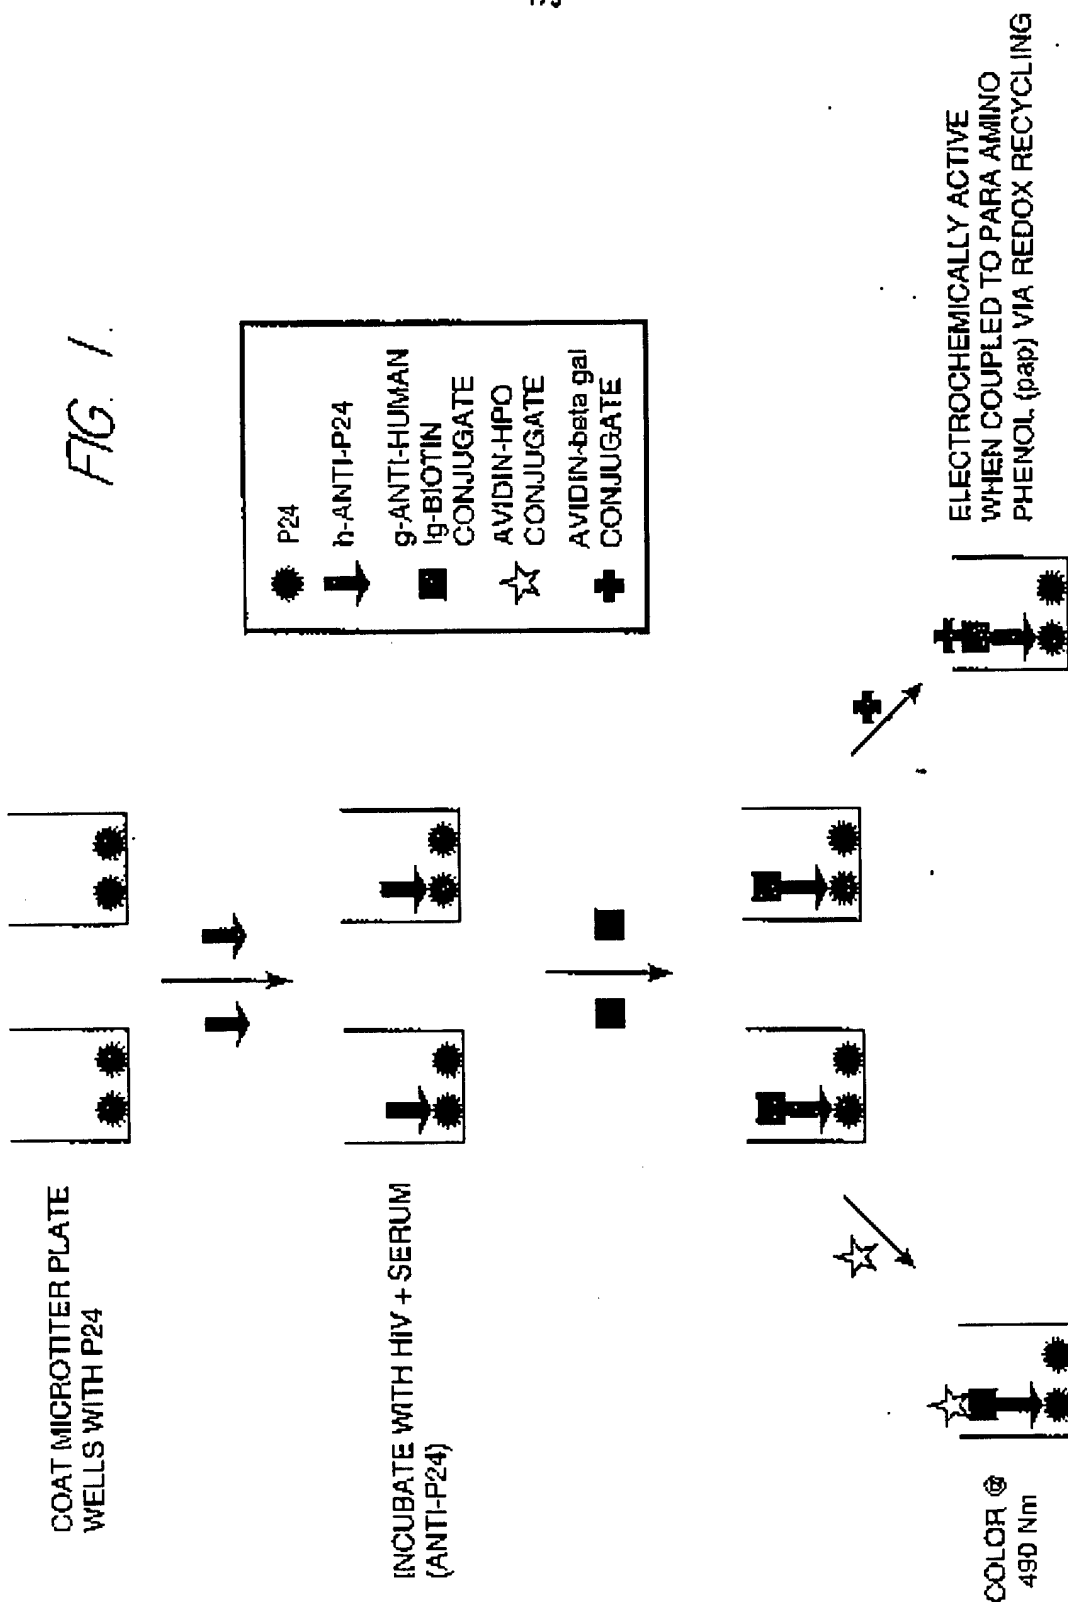 FIG. 1.
COAT MICROTITER PLATE
WELLS WITH P24
INCUBATE WITH HIV + SERUM
(ANTI-P24)
P24
h-ANTI-P24
g-ANTI-HUMAN
Ig-BIOTIN
CONJUGATE
AVIDIN-HPO
CONJUGATE
AVIDIN-beta gal
CONJUGATE
COLOR @
490 Nm
ELECTROCHEMICALLY ACTIVE
WHEN COUPLED TO PARA AMINO
PHENOL (pap) VIA REDOX RECYCLING